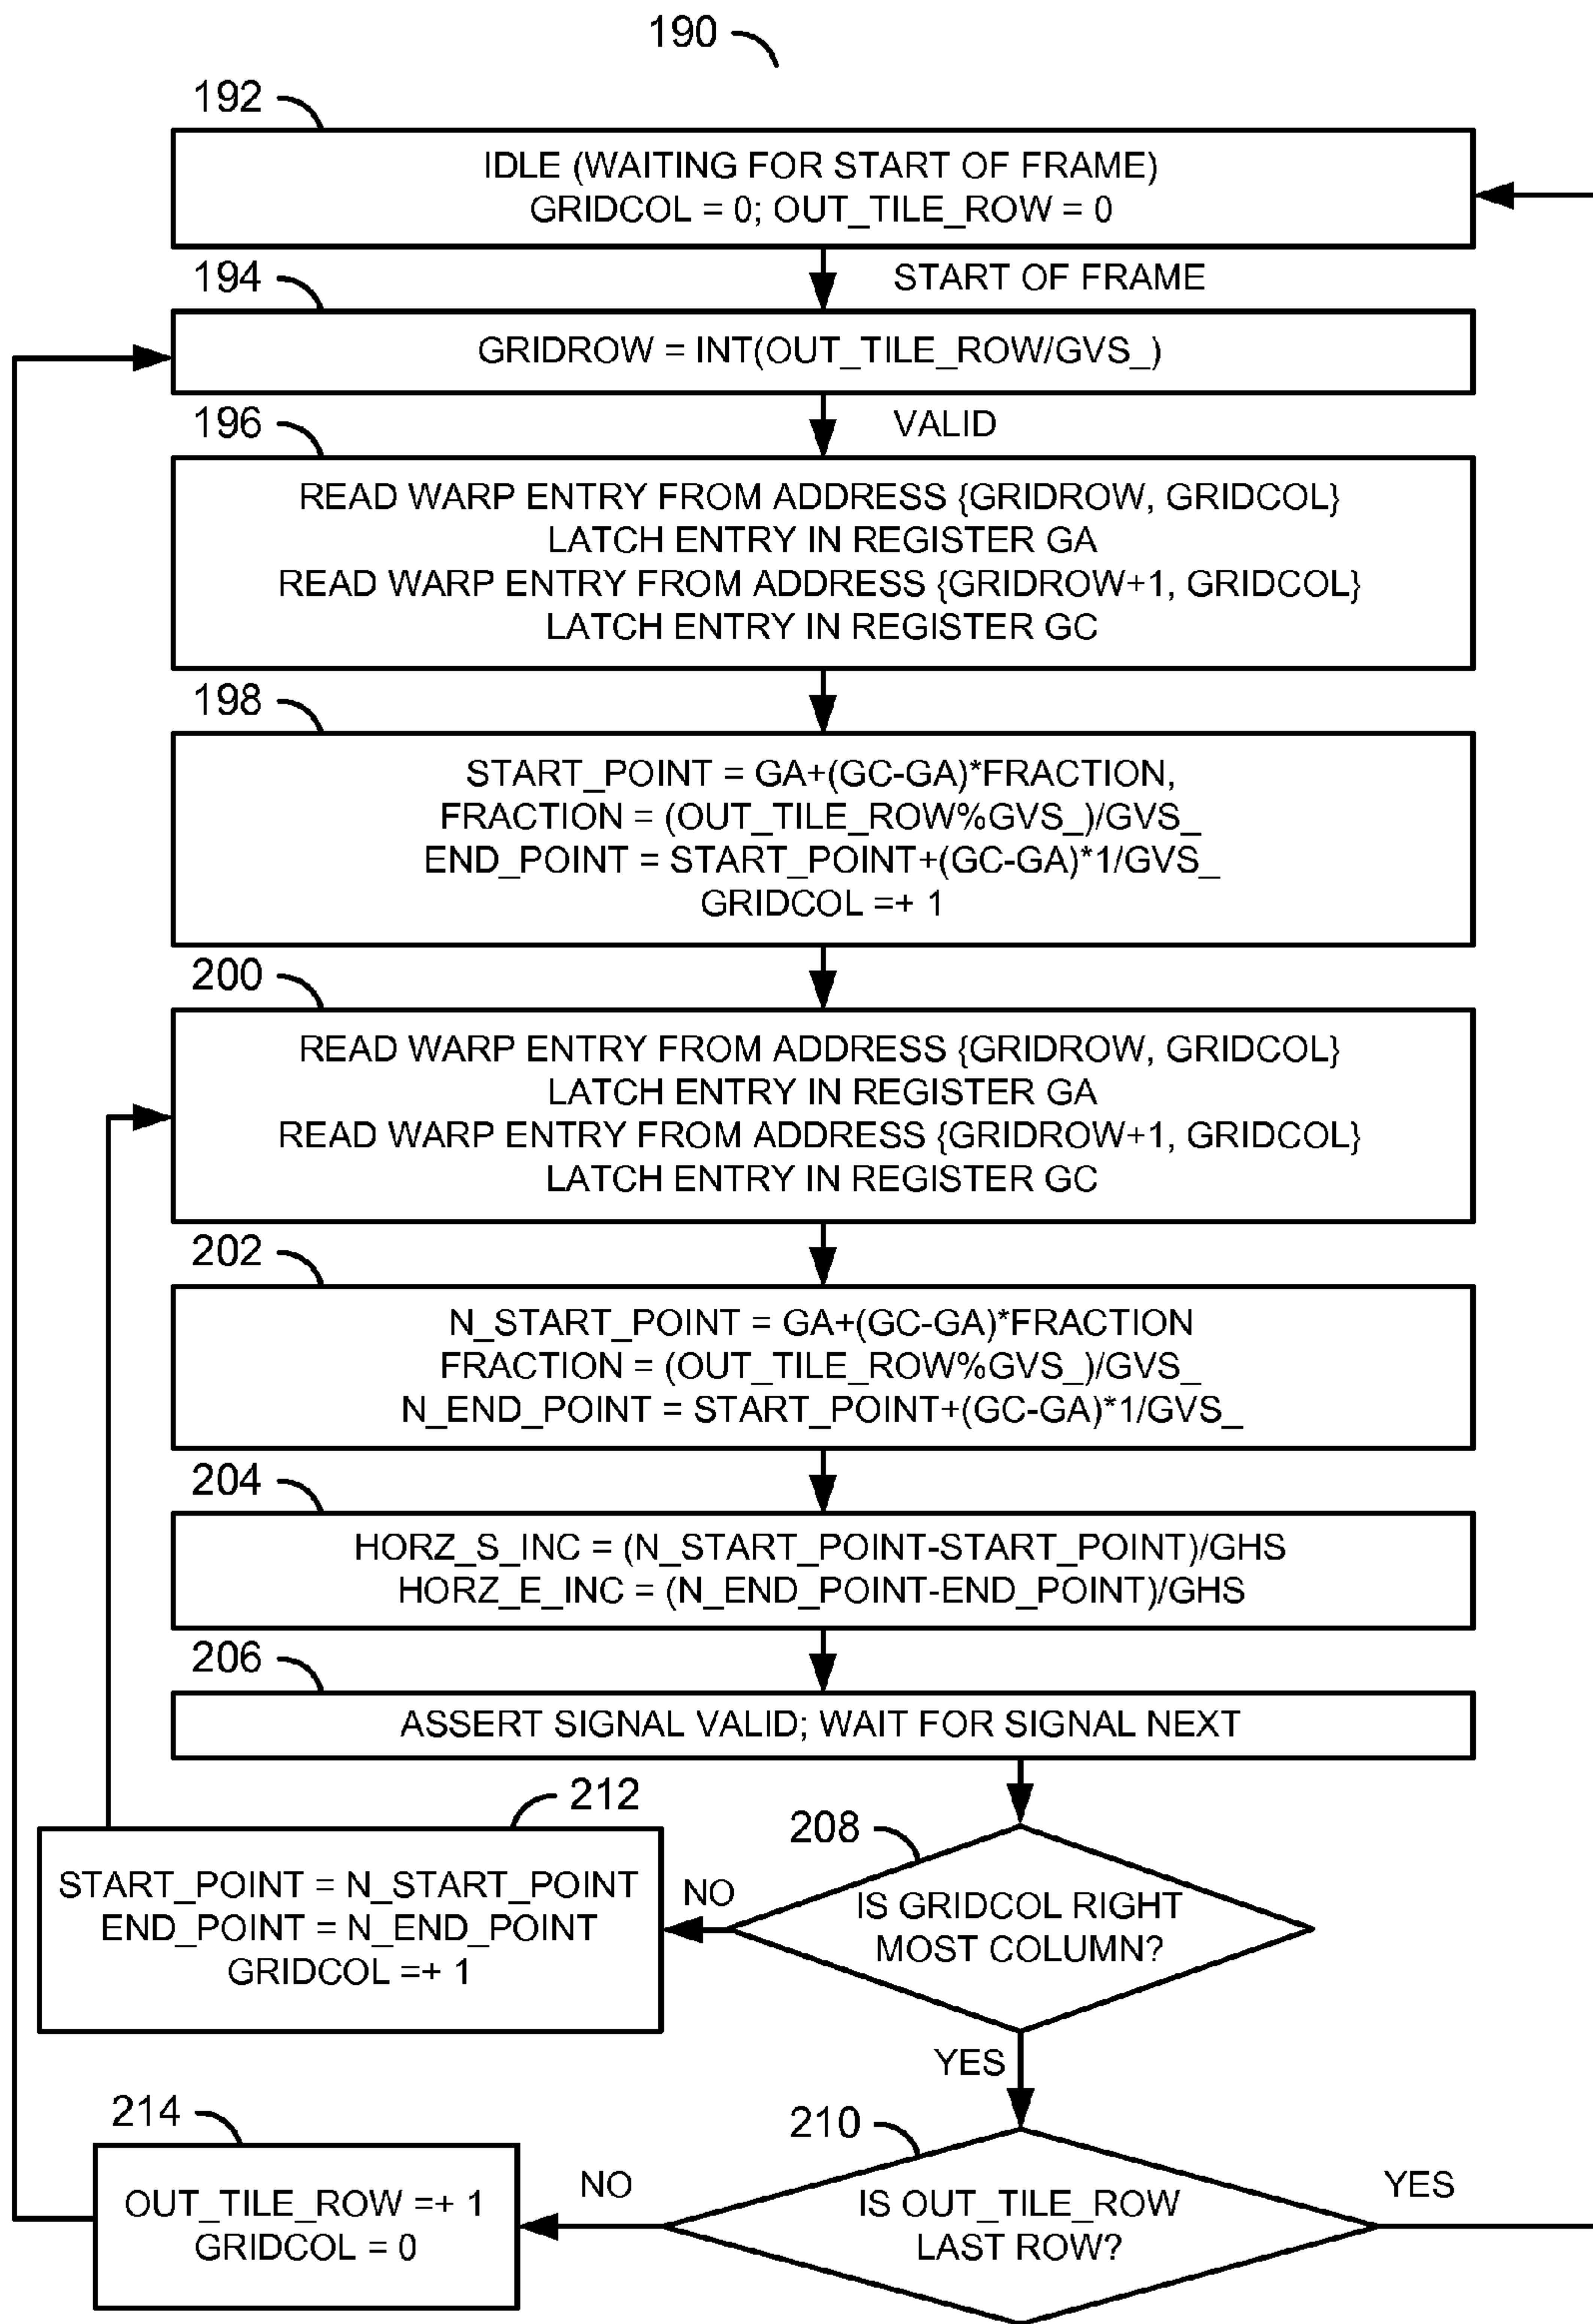 190
192
IDLE (WAITING FOR START OF FRAME)
GRIDCOL = 0; OUT_TILE_ROW = 0
START OF FRAME
194
GRIDROW = INT(OUT_TILE_ROW/GVS_)
VALID
196
READ WARP ENTRY FROM ADDRESS {GRIDROW, GRIDCOL}
LATCH ENTRY IN REGISTER GA
READ WARP ENTRY FROM ADDRESS {GRIDROW+1, GRIDCOL}
LATCH ENTRY IN REGISTER GC
198
START_POINT = GA+(GC-GA)*FRACTION,
FRACTION = (OUT_TILE_ROW%GVS_)/GVS_
END_POINT = START_POINT+(GC-GA)*1/GVS_
GRIDCOL =+ 1
200
READ WARP ENTRY FROM ADDRESS {GRIDROW, GRIDCOL}
LATCH ENTRY IN REGISTER GA
READ WARP ENTRY FROM ADDRESS {GRIDROW+1, GRIDCOL}
LATCH ENTRY IN REGISTER GC
202
N_START_POINT = GA+(GC-GA)*FRACTION
FRACTION = (OUT_TILE_ROW%GVS_)/GVS_
N_END_POINT = START_POINT+(GC-GA)*1/GVS_
204
HORZ_S_INC = (N_START_POINT-START_POINT)/GHS
HORZ_E_INC = (N_END_POINT-END_POINT)/GHS
206
ASSERT SIGNAL VALID; WAIT FOR SIGNAL NEXT
212
START_POINT = N_START_POINT
END_POINT = N_END_POINT
GRIDCOL =+ 1
NO
208
IS GRIDCOL RIGHT
MOST COLUMN?
YES
214
OUT_TILE_ROW =+ 1
GRIDCOL = 0
NO
210
IS OUT_TILE_ROW
LAST ROW?
YES